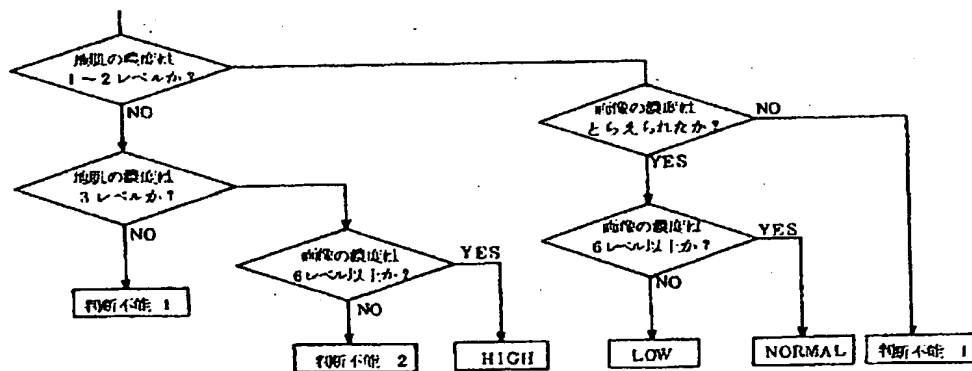 地肌の濃度は
1〜2レベルか?
NO
画像の濃度は
とらえられたか?
NO
YES
地肌の濃度は
3レベルか?
NO
画像の濃度は
6レベル以上か?
YES
NO
画像の濃度は
6レベル以上か?
YES
NO
判断不能 1
判断不能 2
HIGH
LOW
NORMAL
判断不能 1